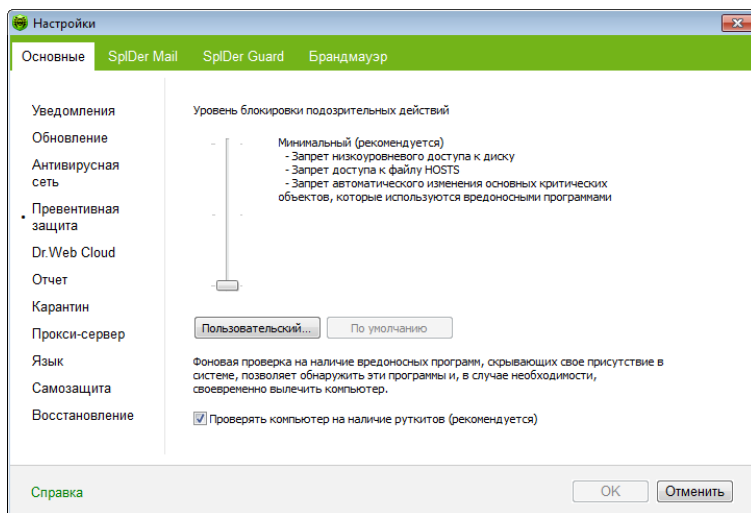 Настройки
Основные SpIDer Mail SpIDer Guard Брандмауэр
Уведомления
Обновление
Антивирусная
сеть
Превентивная
защита
Dr.Web Cloud
Отчет
Карантин
Прокси-сервер
Язык
Самозащита
Восстановление
Уровень блокировки подозрительных действий
Минимальный (рекомендуется)
- Запрет низкоуровневого доступа к диску
- Запрет доступа к файлу HOSTS
- Запрет автоматического изменения основных критических
объектов, которые используются вредоносными программами
Пользовательский... По умолчанию
Фоновая проверка на наличие вредоносных программ, скрывающих свое присутствие в
системе, позволяет обнаружить эти программы и, в случае необходимости,
своевременно вылечить компьютер.
Проверять компьютер на наличие руткитов (рекомендуется)
Справка
OK Отменить